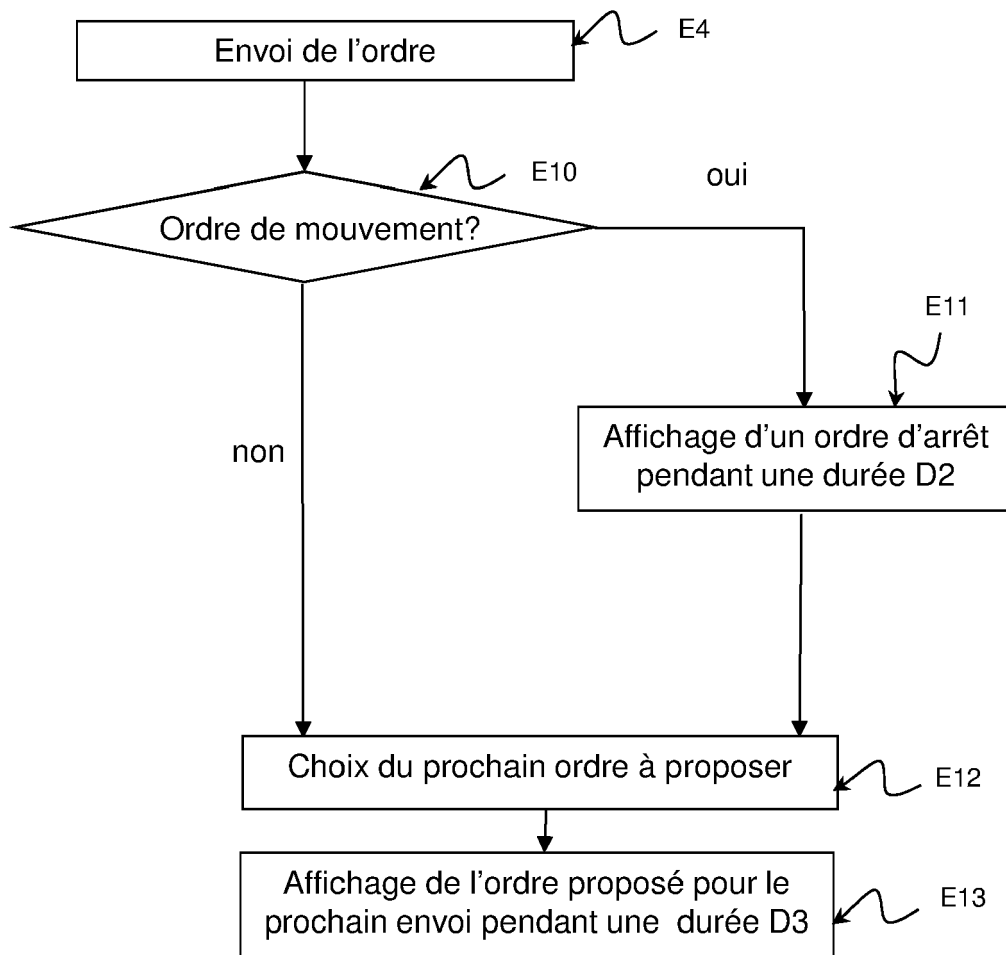 Envoi de l'ordre
E4
Ordre de mouvement?
E10
oui
E11
Affichage d'un ordre d'arrêt
pendant une durée D2
non
Choix du prochain ordre à proposer
E12
Affichage de l'ordre proposé pour le
prochain envoi pendant une durée D3
E13